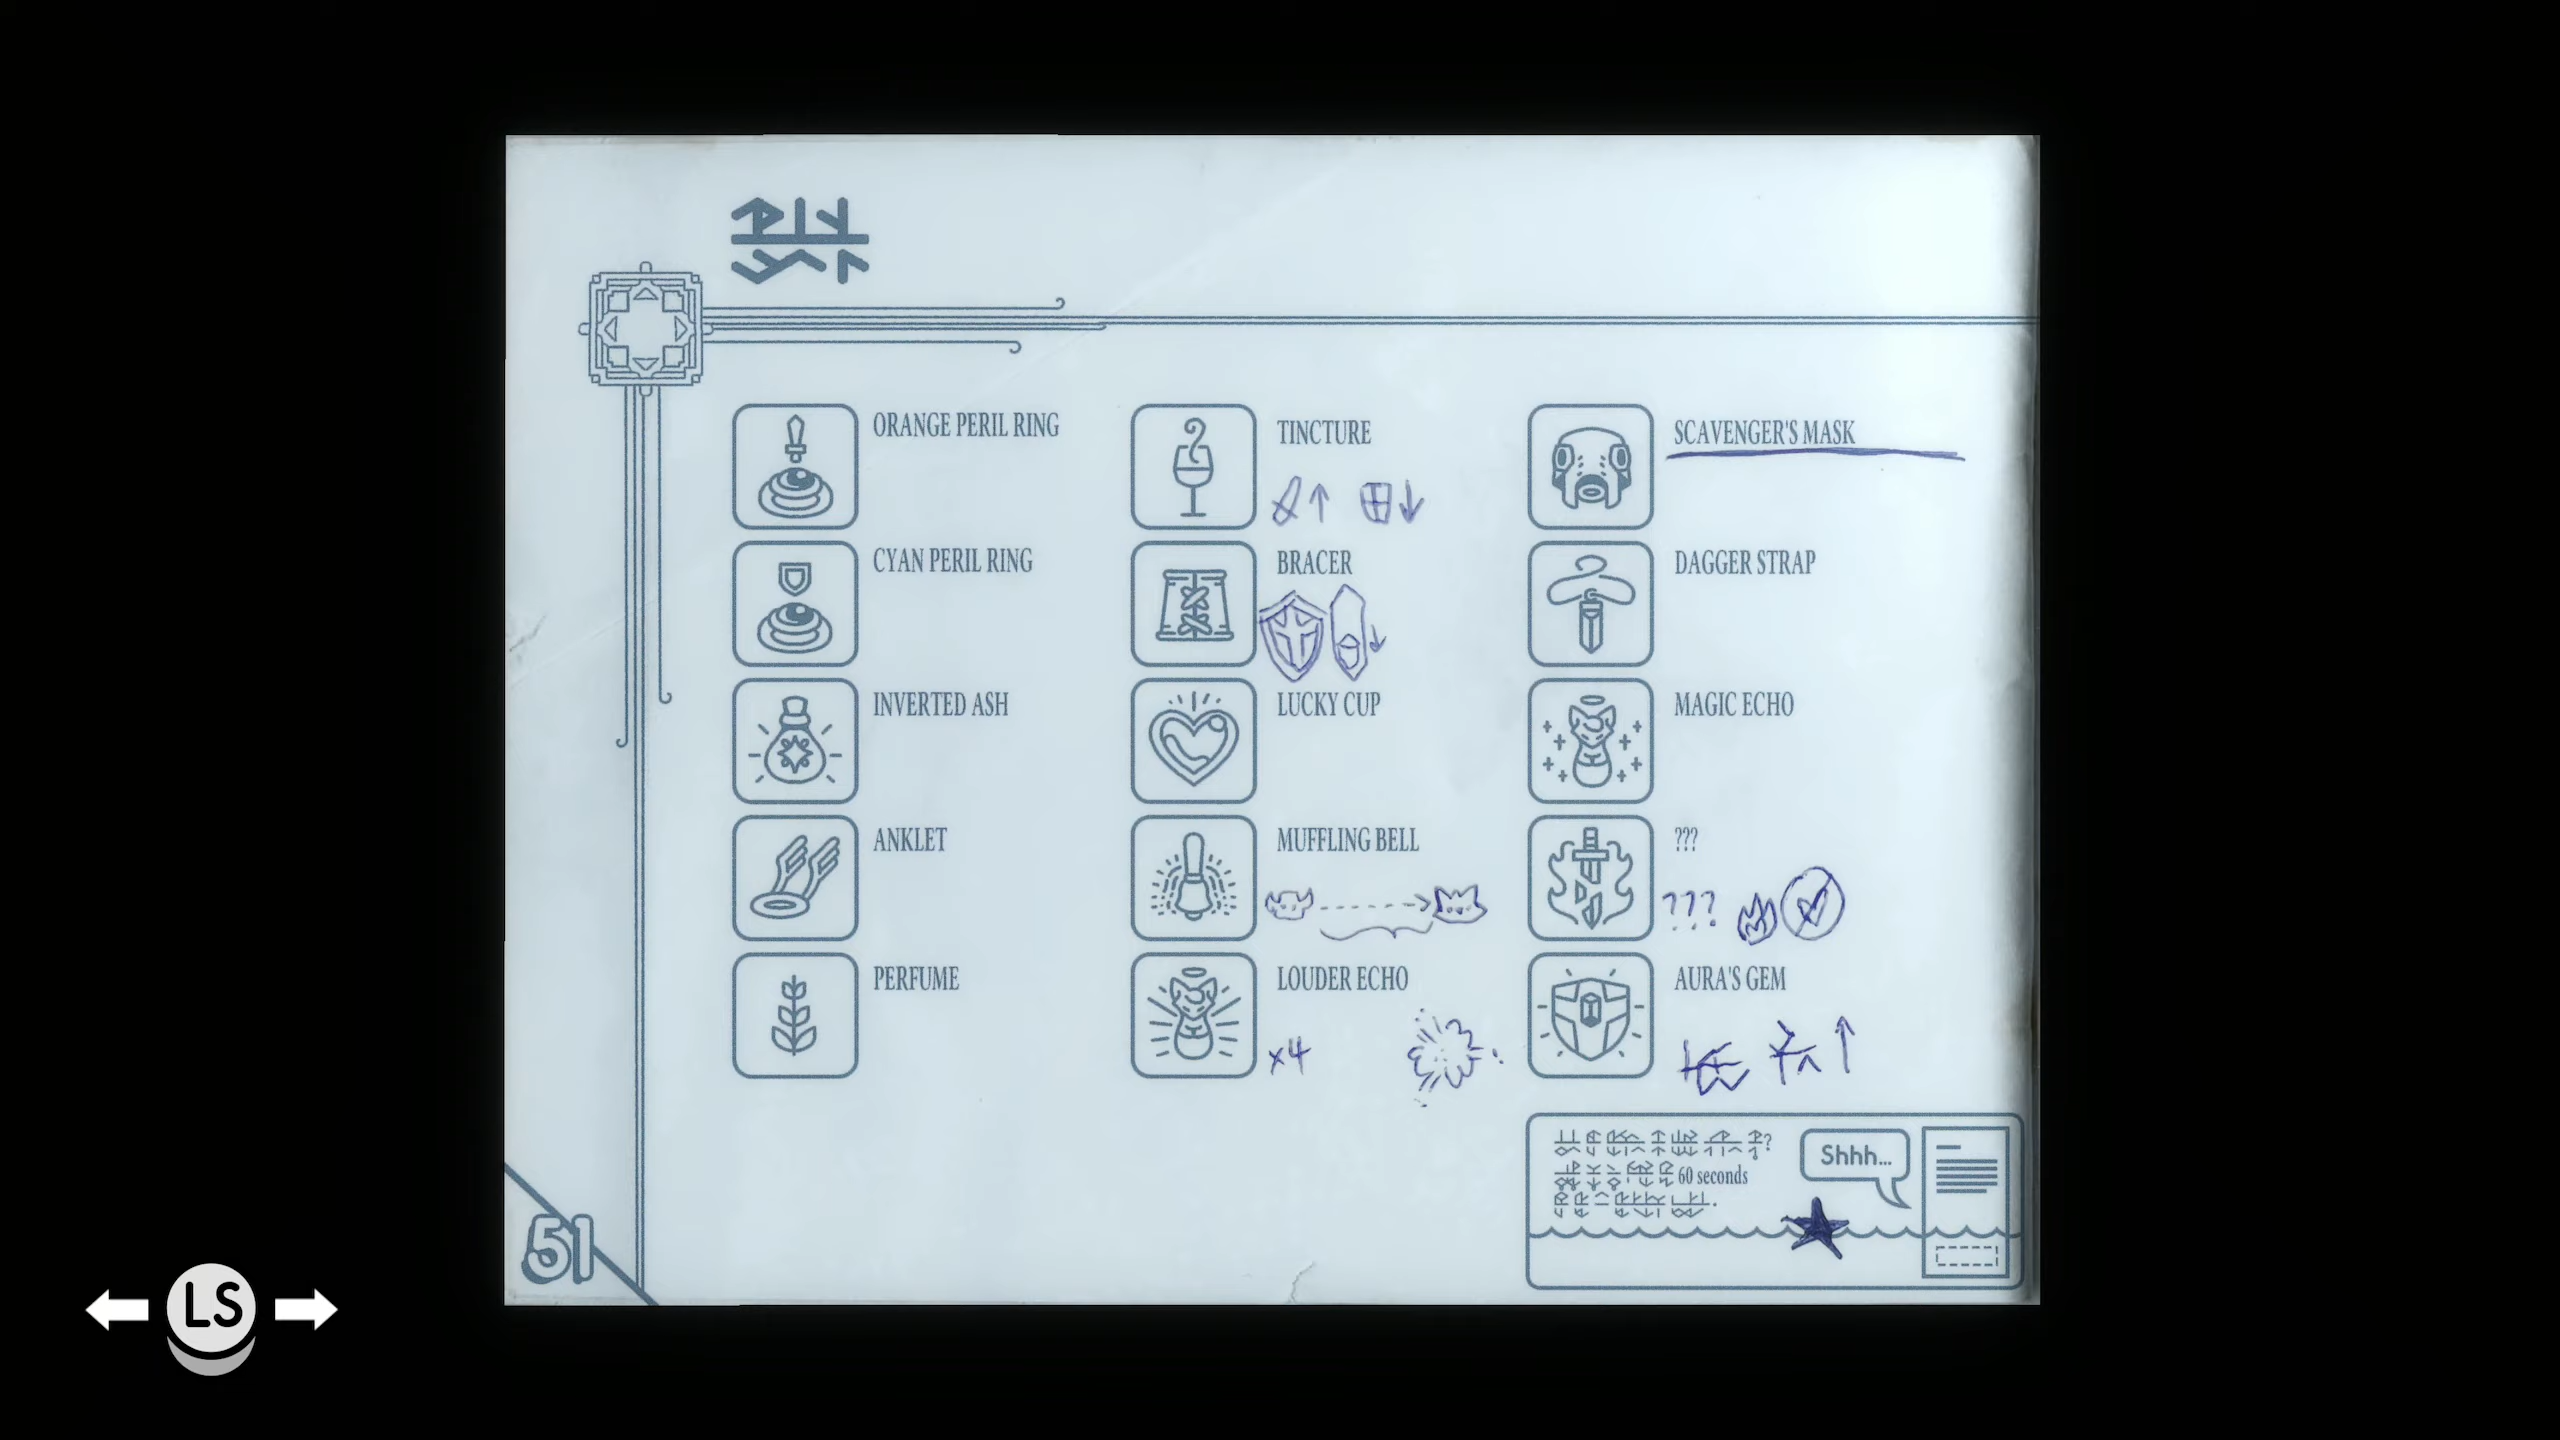 ORANGE PERIL RING
CYAN PERIL RING
INVERTED ASH
ANKLET
PERFUME
TINCTURE
BRACER
LUCKY CUP
MUFFLING BELL
LOUDER ECHO
x4
SCAVENGER'S MASK
DAGGER STRAP
MAGIC ECHO
???
???
AURA'S GEM
?
60 seconds
.
Shhh...
51
LS